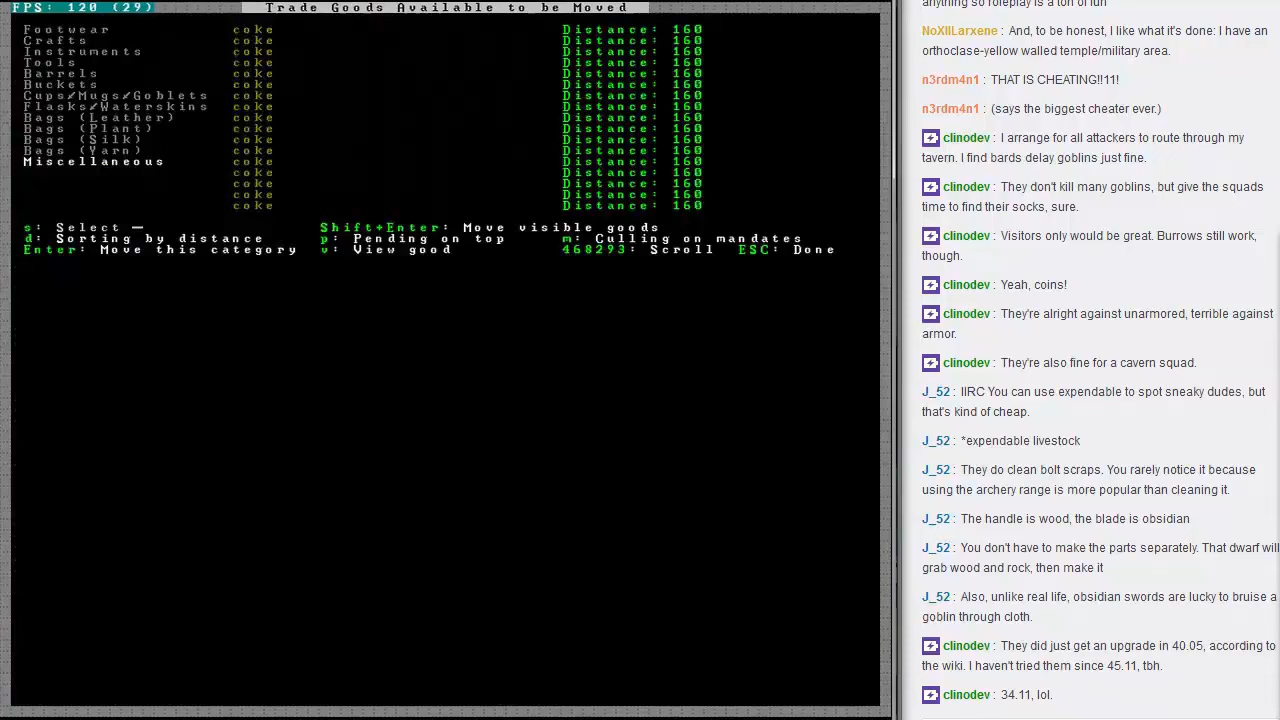 FPS: 120 (29)
Trade Goods Available to be Moved
Footwear coke Distance: 160
Crafts coke Distance: 160
Instruments coke Distance: 160
Tools coke Distance: 160
Barrels coke Distance: 160
Buckets coke Distance: 160
Cups/Mugs/Goblets coke Distance: 160
Flasks/Waterskins coke Distance: 160
Bags (Leather) coke Distance: 160
Bags (Plant) coke Distance: 160
Bags (Silk) coke Distance: 160
Bags (Yarn) coke Distance: 160
Miscellaneous coke Distance: 160
coke Distance: 160
coke Distance: 160
coke Distance: 160
coke Distance: 160
s: Select _ Shift+Enter: Move visible goods
d: Sorting by distance p: Pending on top m: Culling on mandates
Enter: Move this category v: View good 468293: Scroll ESC: Done
anything so roleplay is a ton of fun
NoXIILarxene : And, to be honest, I like what it's done: I have an
orthoclase-yellow walled temple/military area.
n3rdm4n1 : THAT IS CHEATING!!11!
n3rdm4n1 : (says the biggest cheater ever.)
clinodev : I set up for all attackers to route through my
tavern. I find bards delay goblins just fine.
clinodev : They don't kill many goblins, but give the squads
time to find their socks, sure.
clinodev : Visitors only would be great. Burrows still work,
though.
clinodev : Yeah, coins!
clinodev : They're alright against unarmored, terrible against
armor.
clinodev : They're also fine for a cavern squad.
J_52 : IIRC You can use expendable to spot sneaky dudes, but
that's kind of cheap.
J_52 : *expendable livestock
J_52 : They do clean bolt scraps. You rarely notice it because
using the archery range is more popular than cleaning it.
J_52 : The handle is wood, the blade is obsidian
J_52 : You don't have to make the parts separately. That dwarf will
grab wood and rock, then make it
J_52 : Also, unlike real life, obsidian swords are lucky to bruise a
goblin through cloth.
clinodev : They did just get an upgrade in 40.05, according to
the wiki. I haven't tried them since 45.11, tbh.
clinodev : 34.11, lol.